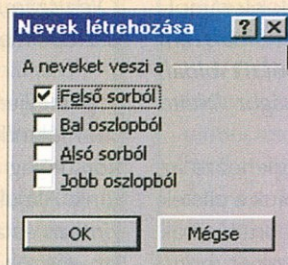 Nevek létrehozása
A neveket veszi a
Felső sorból
Bal oszlopból
Alsó sorból
Jobb oszlopból
OK
Mégse